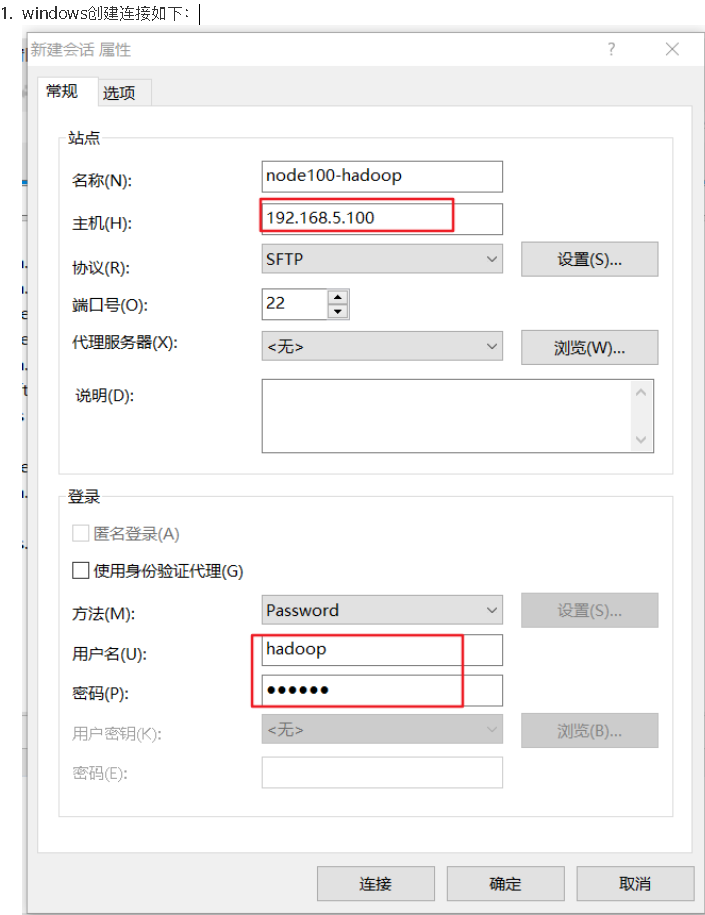 1. windows创建连接如下：
新建会话 属性
常规 选项
站点
名称(N): node100-hadoop
主机(H): 192.168.5.100
协议(R): SFTP 设置(S)...
端口号(O): 22
代理服务器(X): <无> 浏览(W)...
说明(D):
登录
匿名登录(A)
使用身份验证代理(G)
方法(M): Password 设置(S)...
用户名(U): hadoop
密码(P): ●●●●●●
用户密钥(K): <无> 浏览(B)...
密码(E):
连接 确定 取消